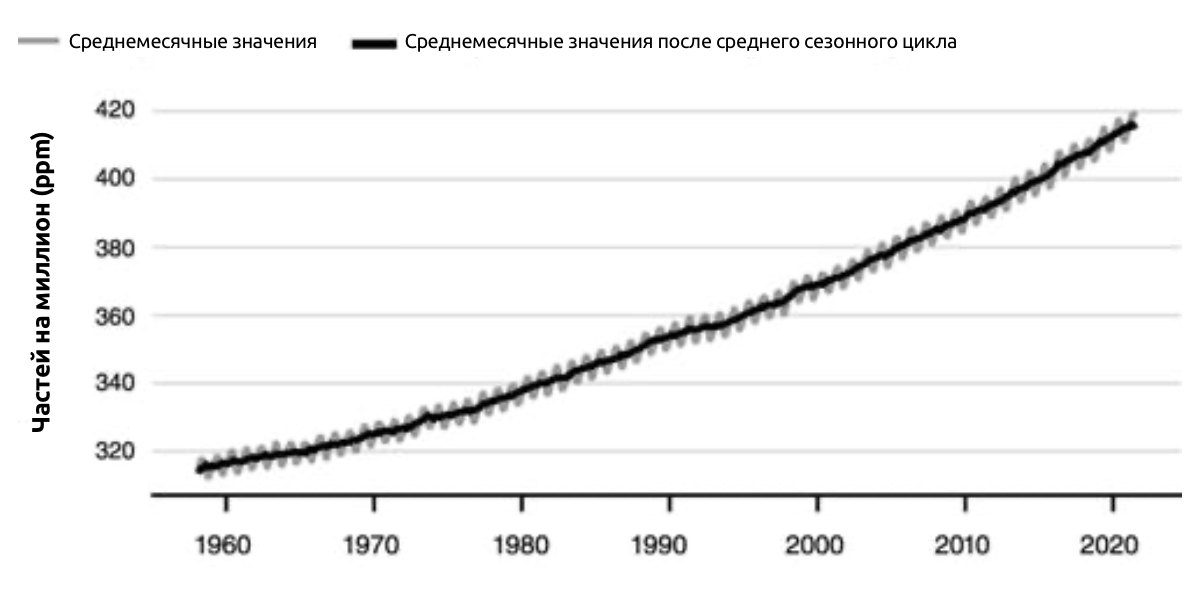 Среднемесячные значения
Среднемесячные значения после среднего сезонного цикла
Частей на миллион (ppm)
420
400
380
360
340
320
1960 1970 1980 1990 2000 2010 2020